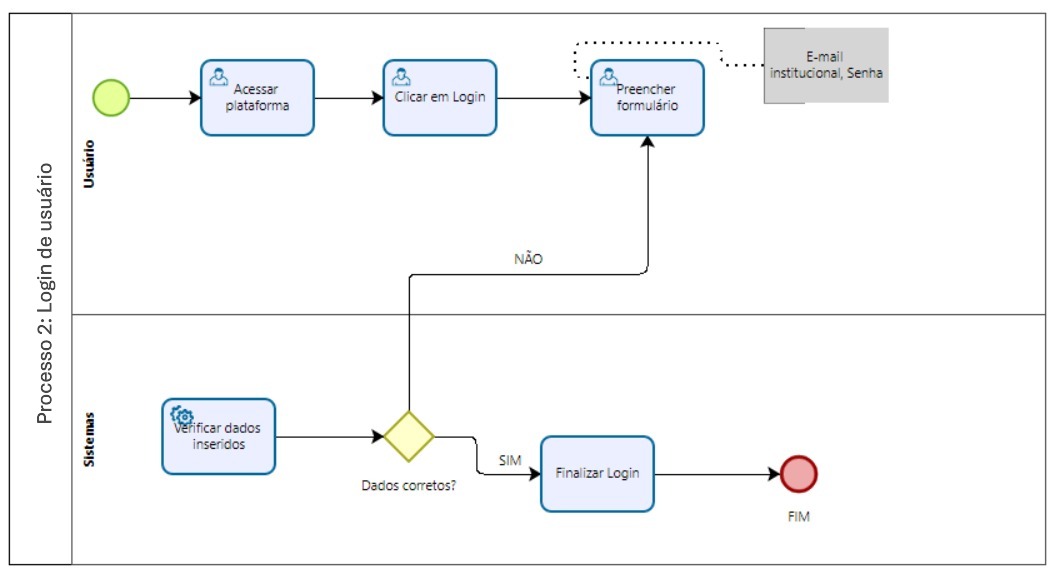 Processo 2: Login de usuário
Usuário
Acessar
plataforma
Clicar em Login
Preencher
formulário
E-mail
institucional, Senha
NÃO
Sistemas
Verificar dados
inseridos
Dados corretos?
SIM
Finalizar Login
FIM